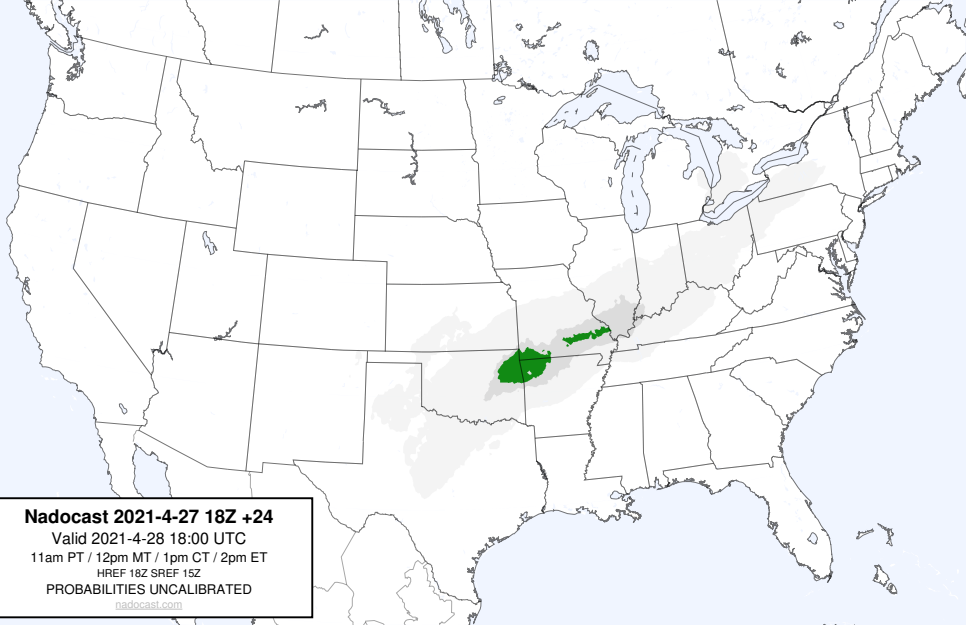 Nadocast 2021-4-27 18Z +24
Valid 2021-4-28 18:00 UTC
11am PT / 12pm MT / 1pm CT / 2pm ET
HREF 18Z SREF 15Z
PROBABILITIES UNCALIBRATED
nadocast.com